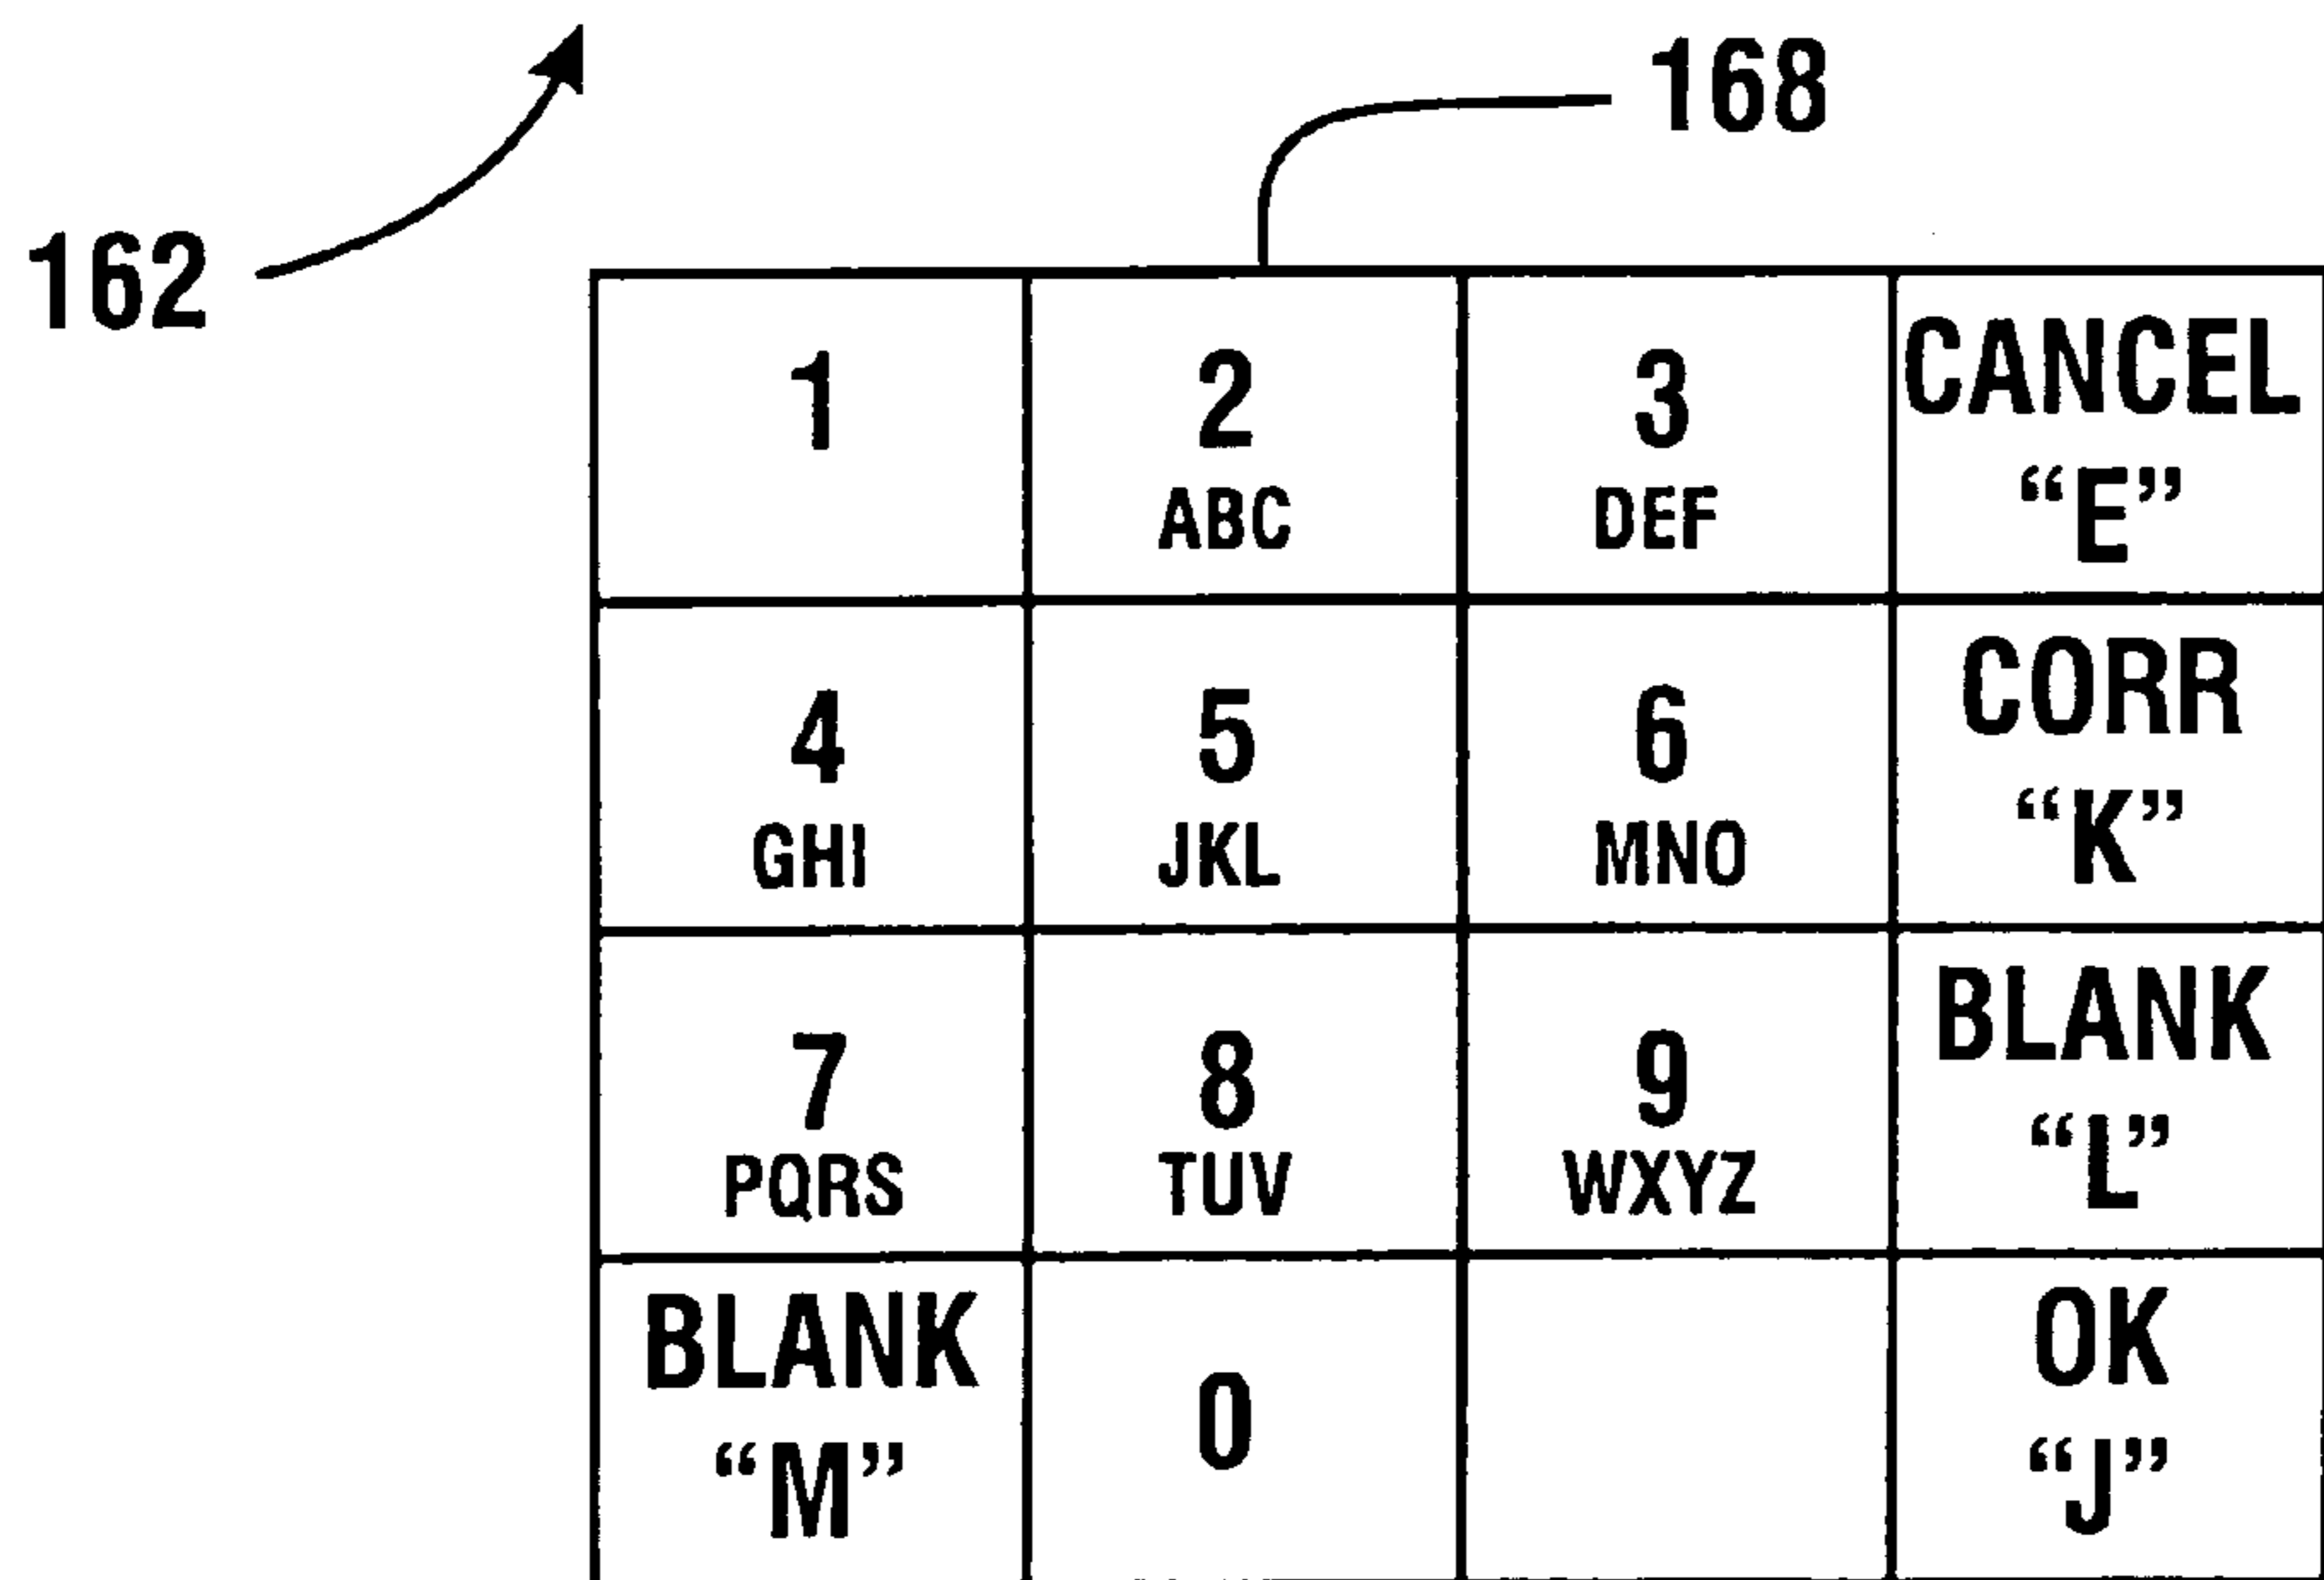 168
162
1 2 3 CANCEL
ABC DEF “E”
4 5 6 CORR
GHI JKL MNO “K”
7 8 9 BLANK
PQRS TUV WXYZ “L”
BLANK 0 OK
“M” “J”